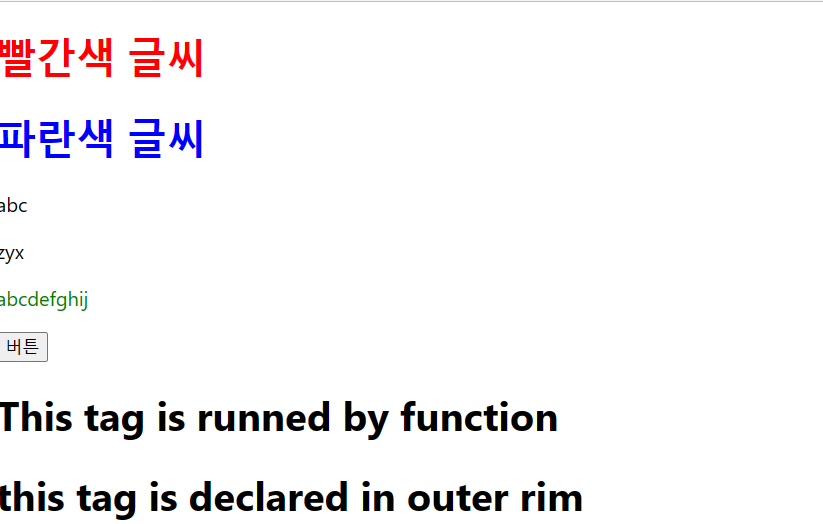 빨간색 글씨
파란색 글씨
abc
zyx
abcdefghij
버튼
This tag is runned by function
this tag is declared in outer rim